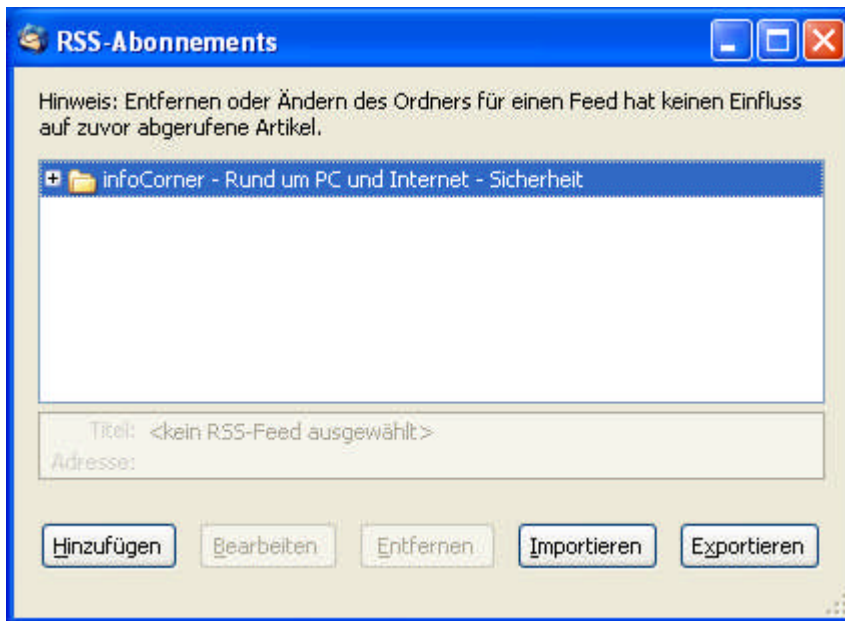 RSS-Abonnements
Hinweis: Entfernen oder Ändern des Ordners für einen Feed hat keinen Einfluss
auf zuvor abgerufene Artikel.
infoCorner - Rund um PC und Internet - Sicherheit
Titel: <kein RSS-Feed ausgewählt>
Adresse:
Hinzufügen Bearbeiten Entfernen Importieren Exportieren